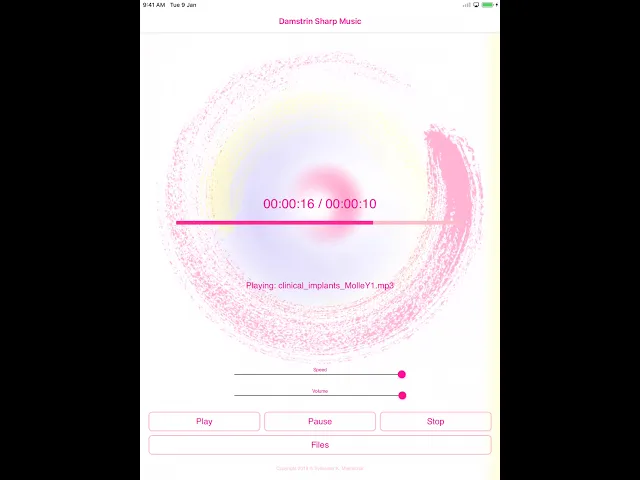 9:41 AM Tue 9 Jan
Damstrin Sharp Music
00:00:16 / 00:00:10
Playing: clinical_implants_MolleY1.mp3
Speed
Volume
Play Pause Stop
Files
Copyright